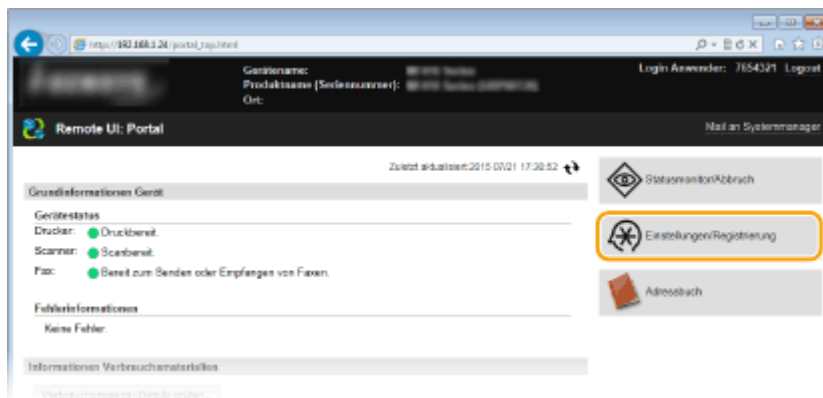 http://192.168.1.24/portal_top.html
Gerätename:
Produktname (Seriennummer):
Ort:
Login Anwender: 7654321 Logout
Remote UI: Portal
Mail an Systemmanager
Zuletzt aktualisiert:2015 07/21 17:30:52
Grundinformationen Gerät
Gerätestatus
Drucker: Druckbereit.
Scanner: Scanbereit.
Fax: Bereit zum Senden oder Empfangen von Faxen.
Fehlerinformationen
Keine Fehler.
Informationen Verbrauchsmaterialien
Statusmonitor/Abbruch
Einstellungen/Registrierung
Adressbuch